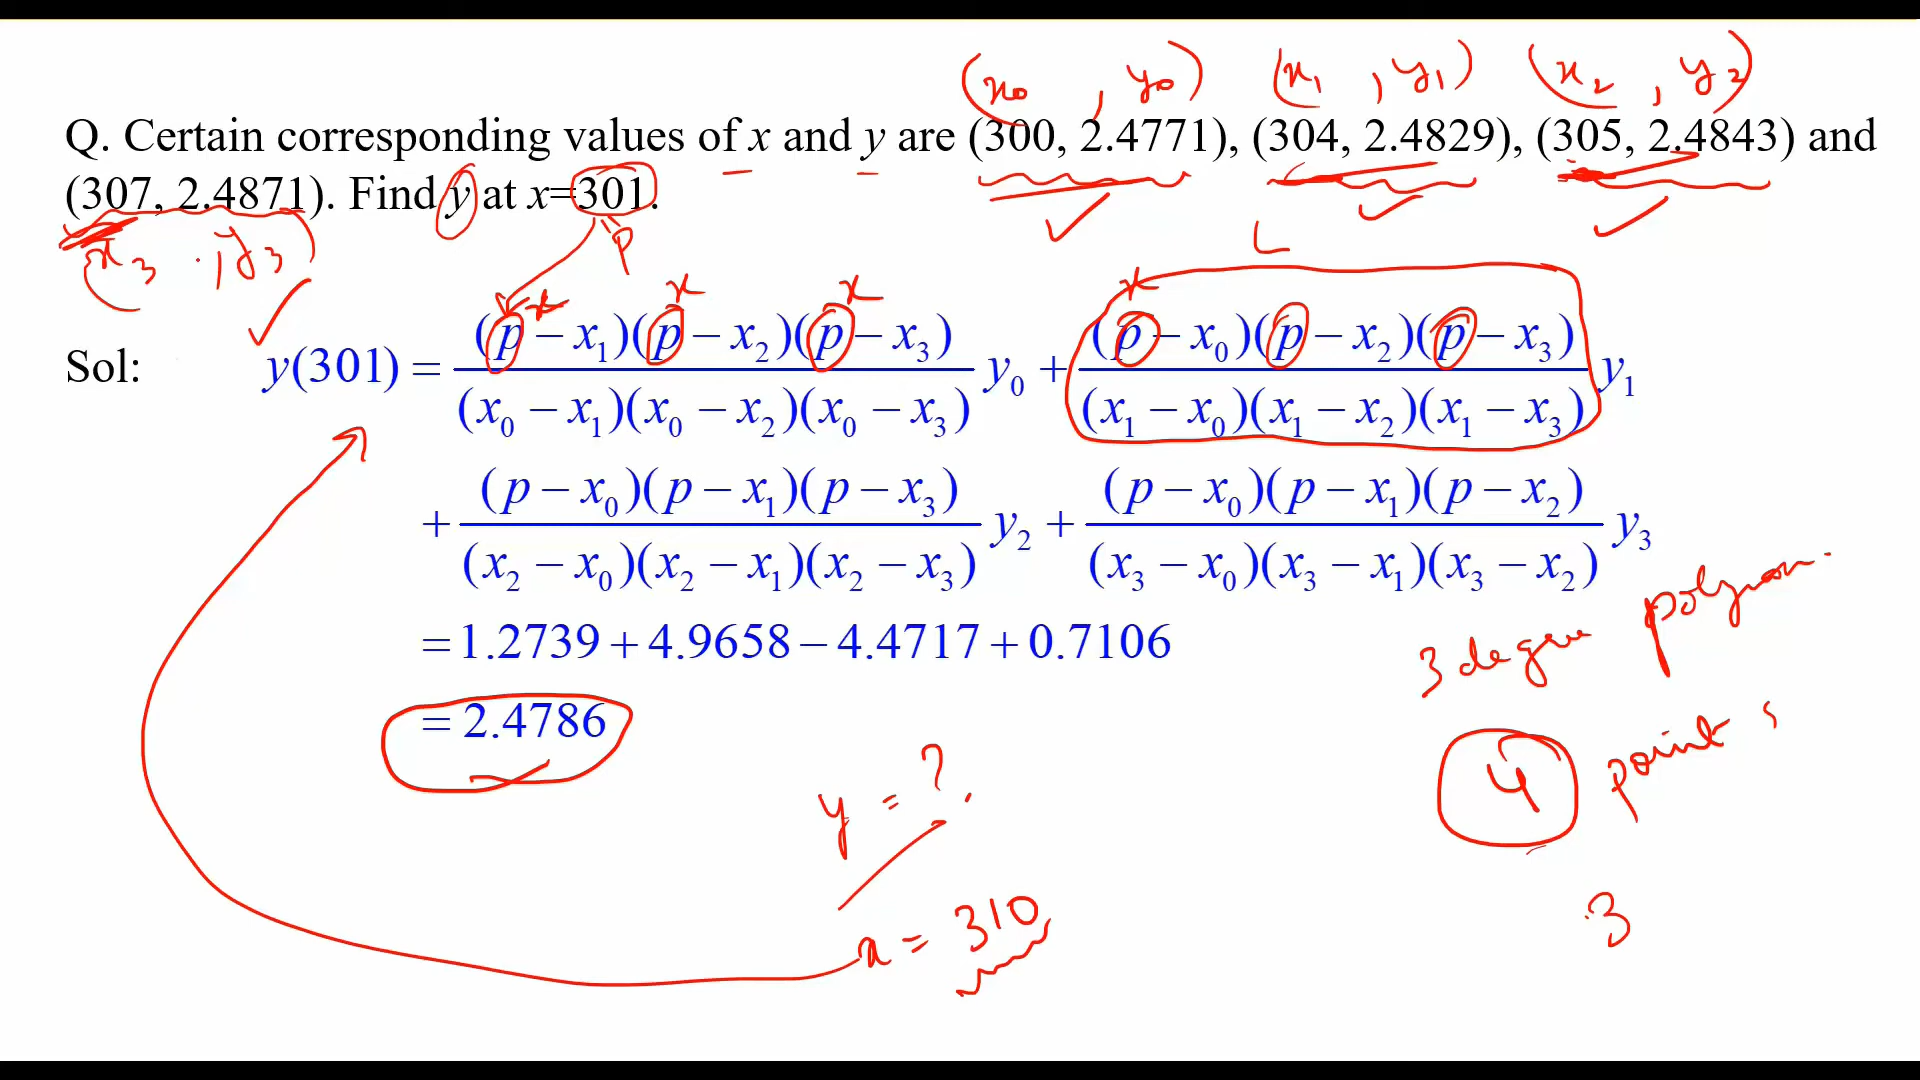 (x₀ , y₀) (x₁ , y₁) (x₂ , y₂)
Q. Certain corresponding values of x and y are (300, 2.4771), (304, 2.4829), (305, 2.4843) and
(307, 2.4871). Find y at x=301.
(x₃ , y₃) P L
x x x x
Sol: y(301) = (p − x₁)(p − x₂)(p − x₃) / (x₀ − x₁)(x₀ − x₂)(x₀ − x₃) y₀ + (p − x₀)(p − x₂)(p − x₃) / (x₁ − x₀)(x₁ − x₂)(x₁ − x₃) y₁
+ (p − x₀)(p − x₁)(p − x₃) / (x₂ − x₀)(x₂ − x₁)(x₂ − x₃) y₂ + (p − x₀)(p − x₁)(p − x₂) / (x₃ − x₀)(x₃ − x₁)(x₃ − x₂) y₃
= 1.2739 + 4.9658 − 4.4717 + 0.7106
3 degree polynom.
= 2.4786
4 point s
y = ?
x = 310
3